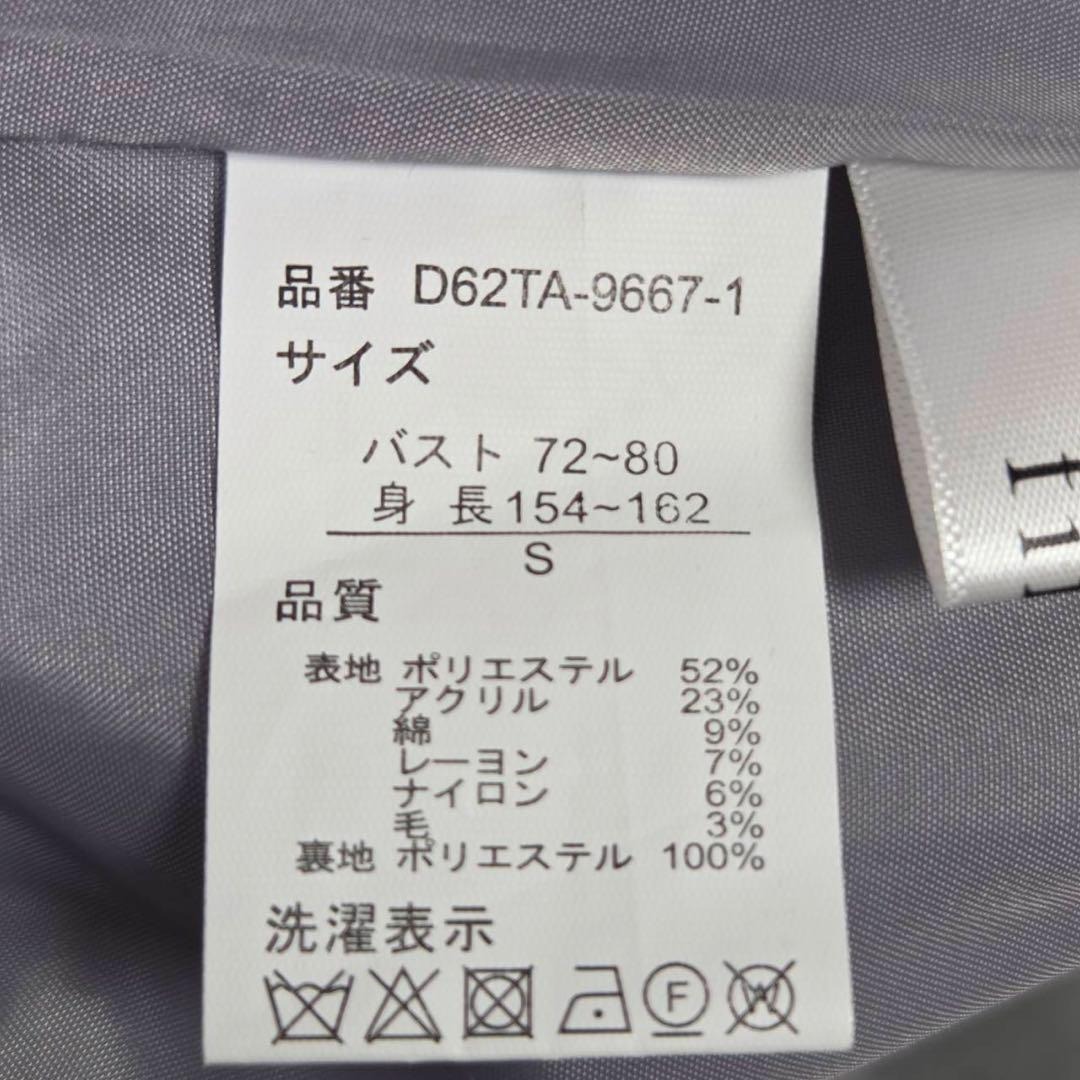 品番 D62TA-9667-1
サイズ
バスト 72~80
身 長 154~162
S
品質
表地 ポリエステル 52%
アクリル 23%
綿 9%
レーヨン 7%
ナイロン 6%
毛 3%
裏地 ポリエステル 100%
洗濯表示
F W